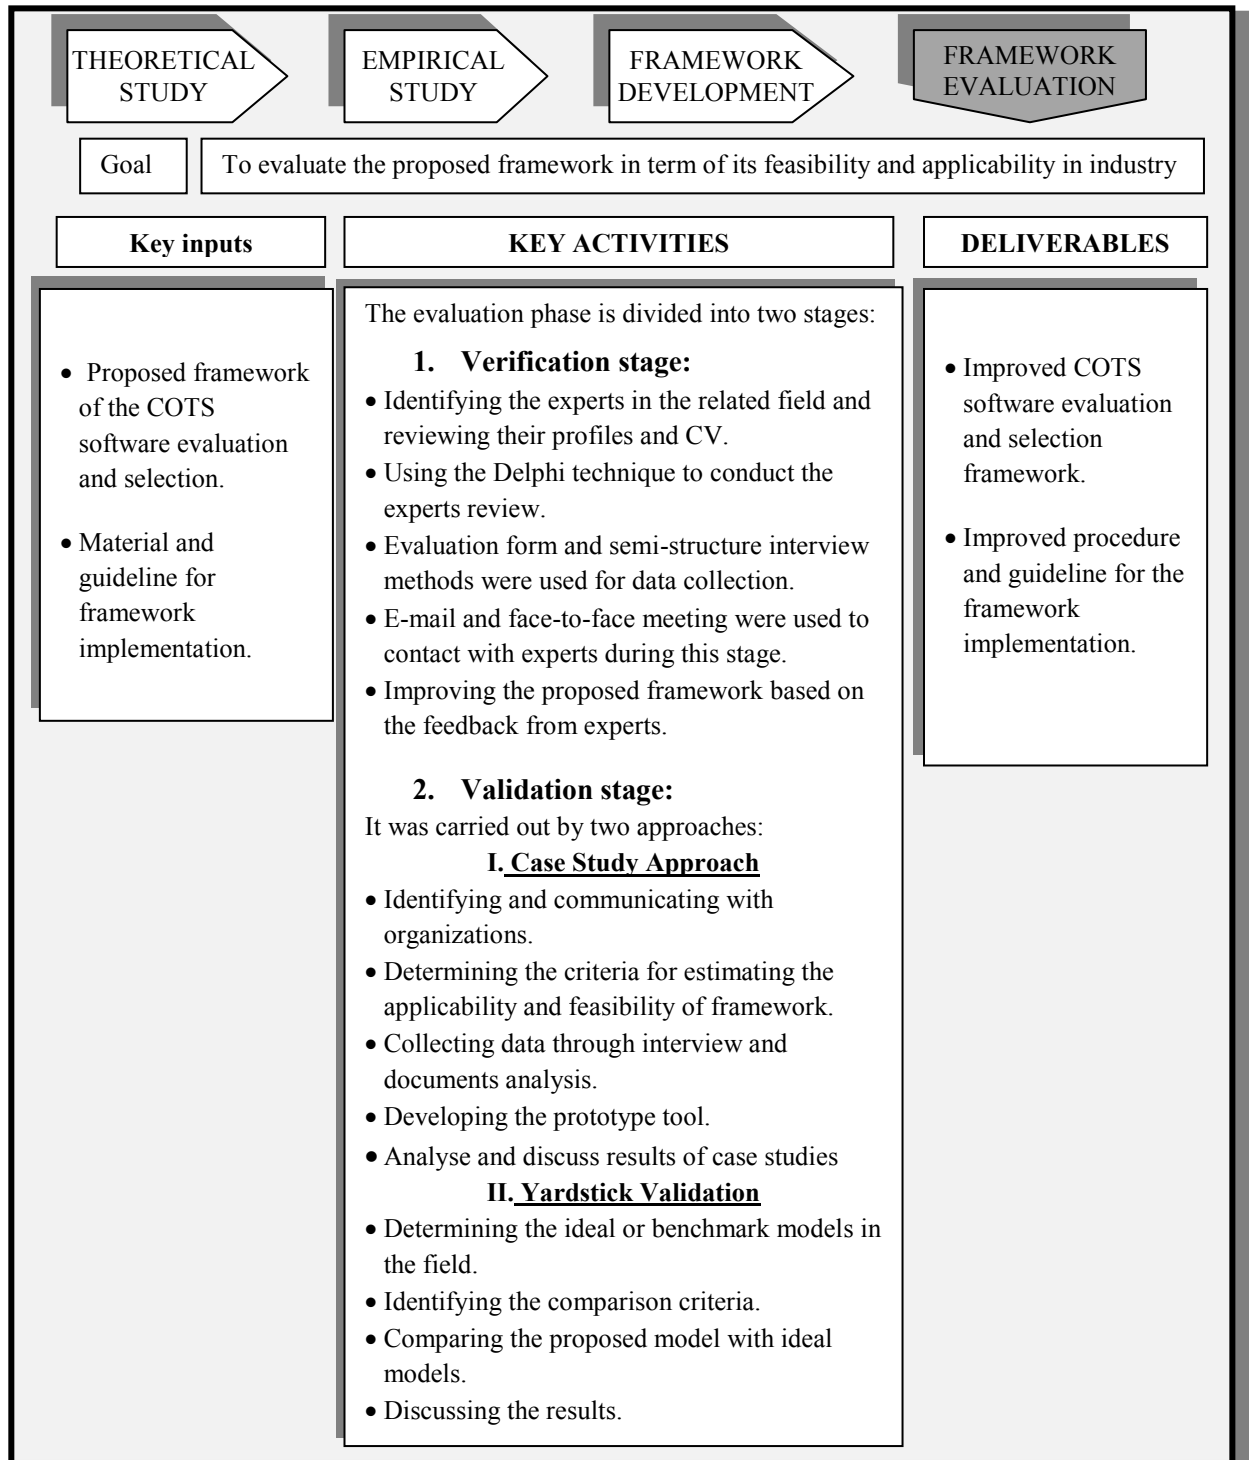 THEORETICAL
STUDY
EMPIRICAL
STUDY
FRAMEWORK
DEVELOPMENT
FRAMEWORK
EVALUATION
Goal
To evaluate the proposed framework in term of its feasibility and applicability in industry
Key inputs
• Proposed framework
of the COTS
software evaluation
and selection.
• Material and
guideline for
framework
implementation.
KEY ACTIVITIES
The evaluation phase is divided into two stages:
1. Verification stage:
• Identifying the experts in the related field and
reviewing their profiles and CV.
• Using the Delphi technique to conduct the
experts review.
• Evaluation form and semi-structure interview
methods were used for data collection.
• E-mail and face-to-face meeting were used to
contact with experts during this stage.
• Improving the proposed framework based on
the feedback from experts.
2. Validation stage:
It was carried out by two approaches:
I. Case Study Approach
• Identifying and communicating with
organizations.
• Determining the criteria for estimating the
applicability and feasibility of framework.
• Collecting data through interview and
documents analysis.
• Developing the prototype tool.
• Analyse and discuss results of case studies
II. Yardstick Validation
• Determining the ideal or benchmark models in
the field.
• Identifying the comparison criteria.
• Comparing the proposed model with ideal
models.
• Discussing the results.
DELIVERABLES
• Improved COTS
software evaluation
and selection
framework.
• Improved procedure
and guideline for the
framework
implementation.